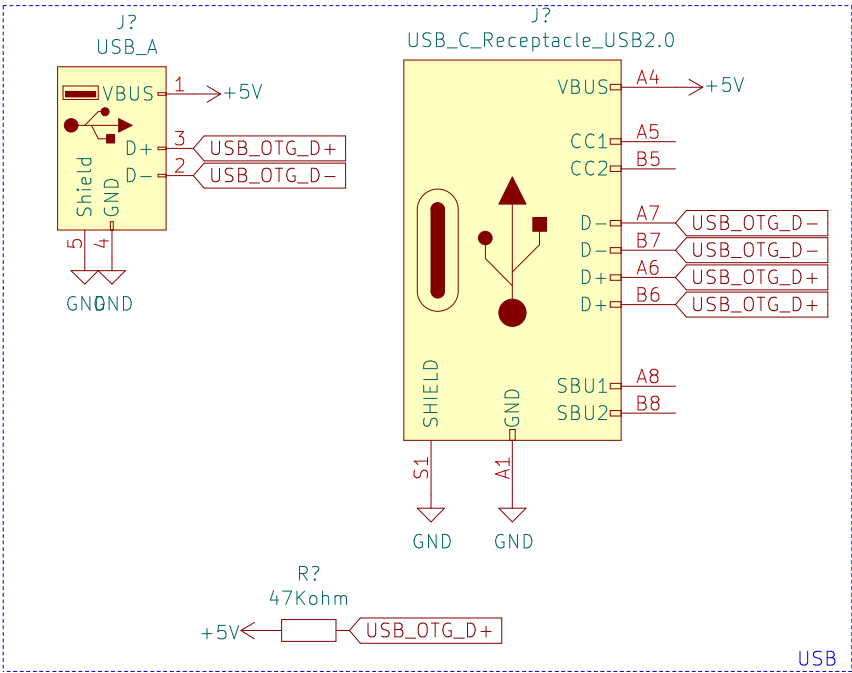 J?
USB_A
VBUS
1
+5V
D+
3
USB_OTG_D+
D-
2
USB_OTG_D-
Shield
GND
5
4
GND
GND
J?
USB_C_Receptacle_USB2.0
VBUS
A4
+5V
CC1
A5
CC2
B5
D-
A7
USB_OTG_D-
D-
B7
USB_OTG_D-
D+
A6
USB_OTG_D+
D+
B6
USB_OTG_D+
SBU1
A8
SBU2
B8
SHIELD
GND
S1
A1
GND
GND
R?
47Kohm
+5V
USB_OTG_D+
USB